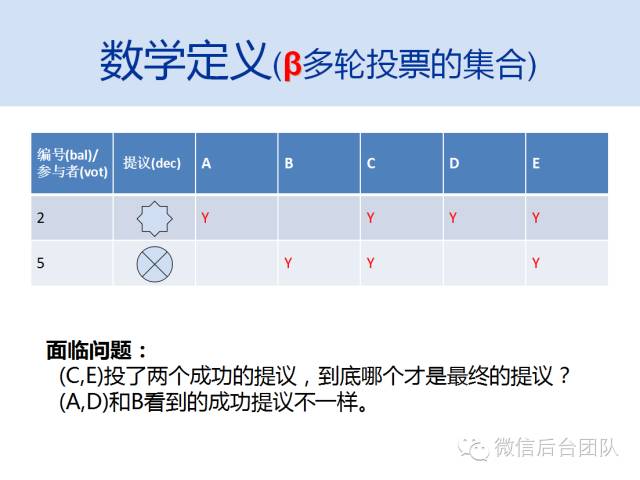 数学定义(β多轮投票的集合)
编号(bal)/
参与者(vot) 提议(dec) A B C D E
2 Y Y Y Y
5 Y Y Y
面临问题：
(C,E)投了两个成功的提议，到底哪个才是最终的提议？
(A,D)和B看到的成功提议不一样。
微信后台团队